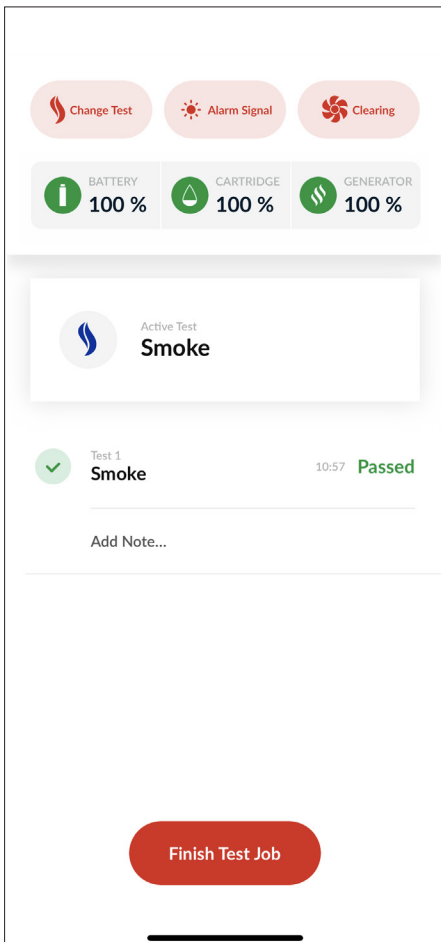 Change Test
Alarm Signal
Clearing
BATTERY
100 %
CARTRIDGE
100 %
GENERATOR
100 %
Active Test
Smoke
Test 1
Smoke
10:57 Passed
Add Note...
Finish Test Job